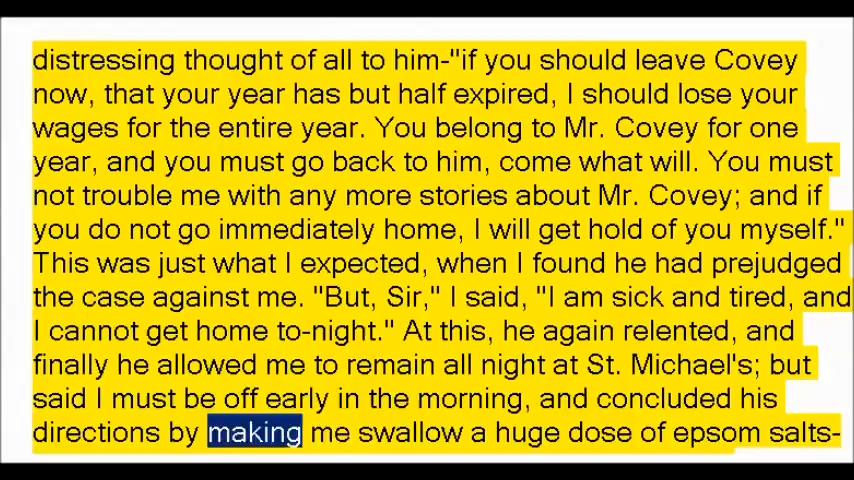 distressing thought of all to him-"if you should leave Covey
now, that your year has but half expired, I should lose your
wages for the entire year. You belong to Mr. Covey for one
year, and you must go back to him, come what will. You must
not trouble me with any more stories about Mr. Covey; and if
you do not go immediately home, I will get hold of you myself."
This was just what I expected, when I found he had prejudged
the case against me. "But, Sir," I said, "I am sick and tired, and
I cannot get home to-night." At this, he again relented, and
finally he allowed me to remain all night at St. Michael's; but
said I must be off early in the morning, and concluded his
directions by making me swallow a huge dose of epsom salts-